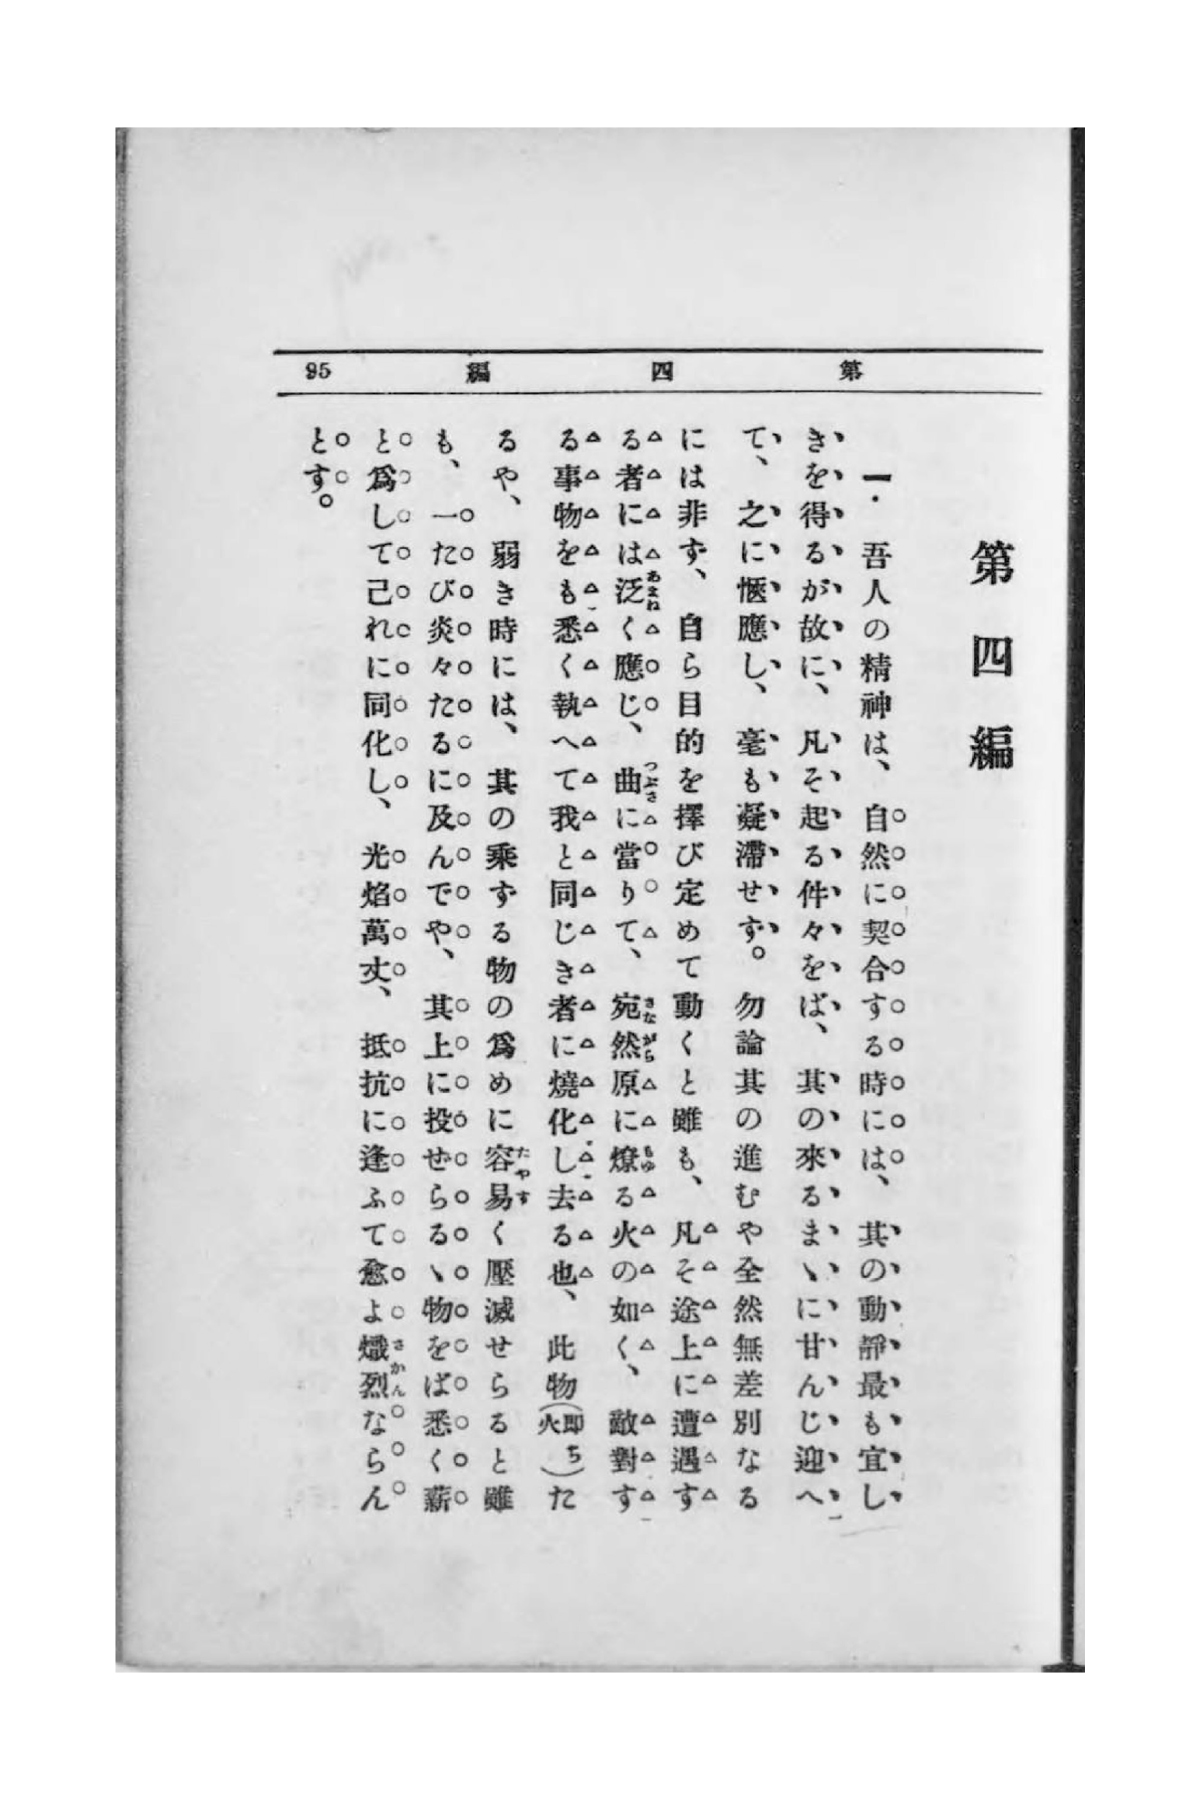 第四編
95
第四編
一. 吾人の精神は、自然に契合する時には、其の動靜最も宜し
きを得るが故に、凡そ起る件々をば、其の來るまゝに甘んじ迎へ
て、之に愜應し、毫も凝滯せず。勿論其の進むや全然無差別なる
には非ず、自ら目的を擇び定めて動くと雖も、凡そ途上に遭遇す
る者には泛く應じ、曲に當りて、宛然原に燎る火の如く、敵對す
る事物をも悉く執へて我と同じき者に燒化し去る也、此物(即ち火)た
るや、弱き時には、其の乘ずる物の爲めに容易く壓滅せらると雖
も、一たび炎々たるに及んでや、其上に投せらるゝ物をば悉く薪
と爲して己れに同化し、光焰萬丈、抵抗に逢ふて愈よ熾烈ならん
とす。